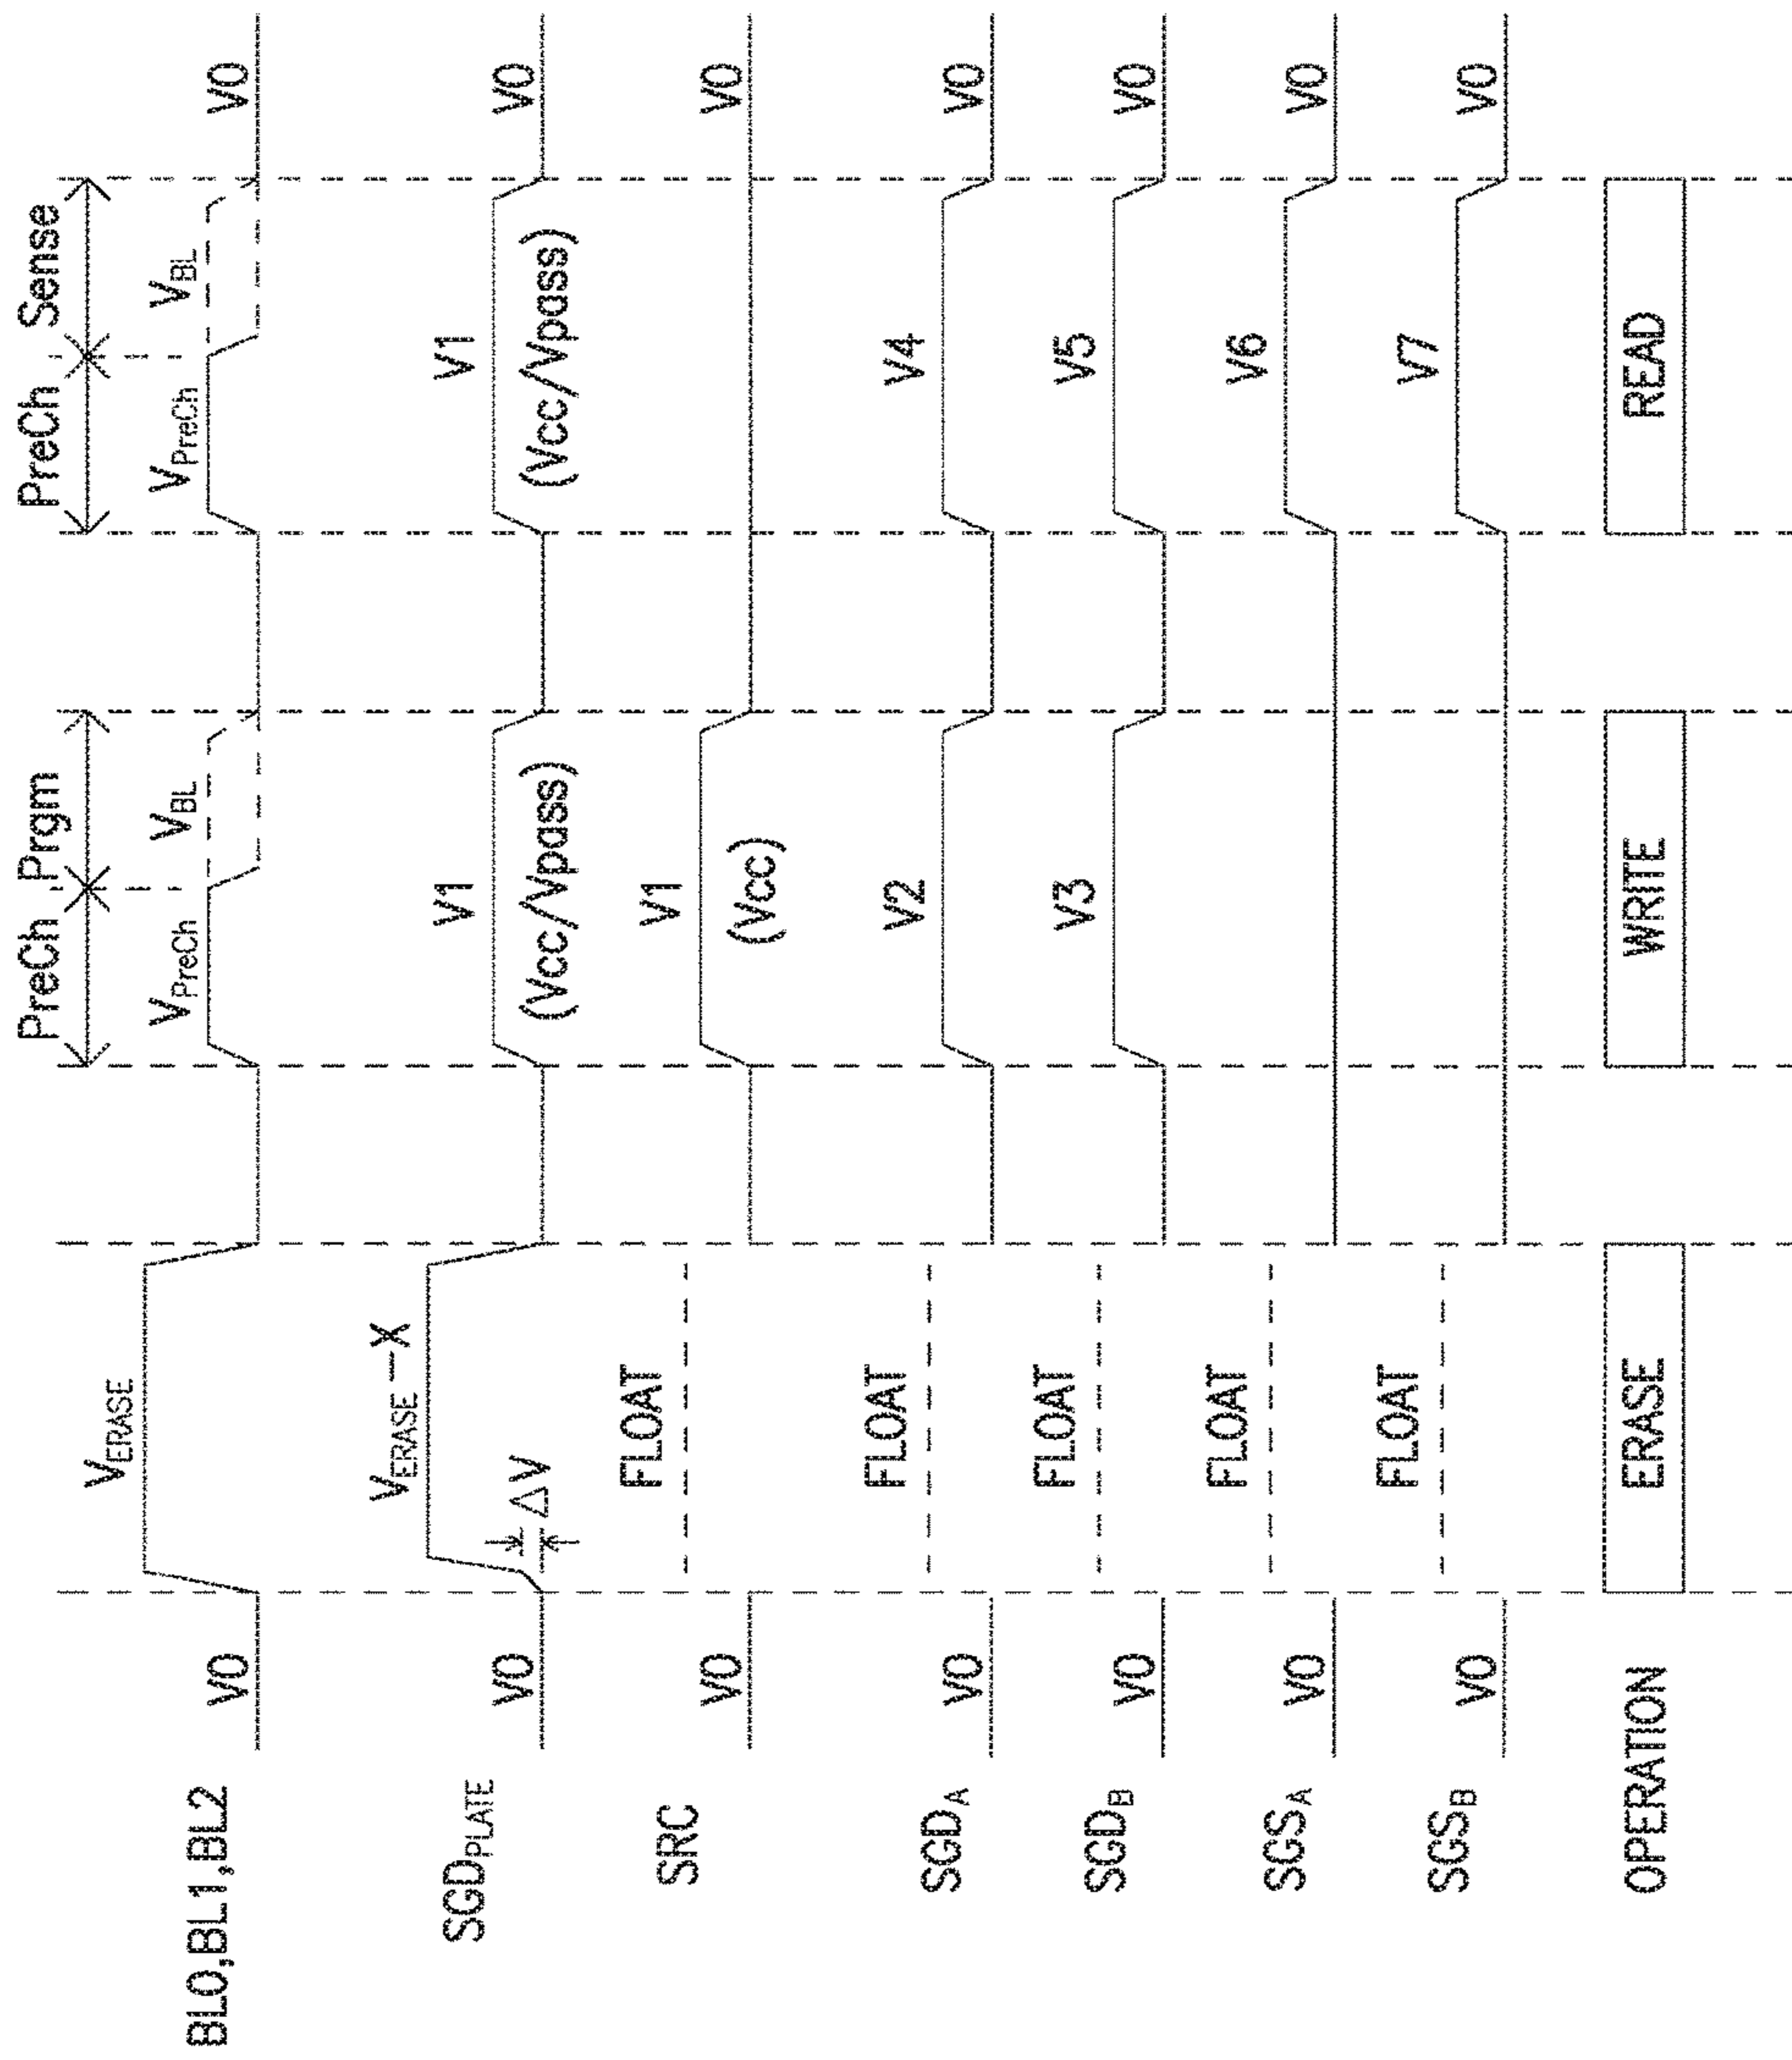 PreCh Prgm PreCh Sense
BL0,BL1,BL2 V0 VERASE VPreCh VBL VPreCh VBL V0
SGDPLATE V0 ΔV VERASE−X V1 (Vcc/Vpass) V1 (Vcc/Vpass) V0
SRC V0 FLOAT V1 (Vcc) V0
SGDA V0 FLOAT V2 V4 V0
SGDB V0 FLOAT V3 V5 V0
SGSA V0 FLOAT V6 V0
SGSB V0 FLOAT V7 V0
OPERATION ERASE WRITE READ